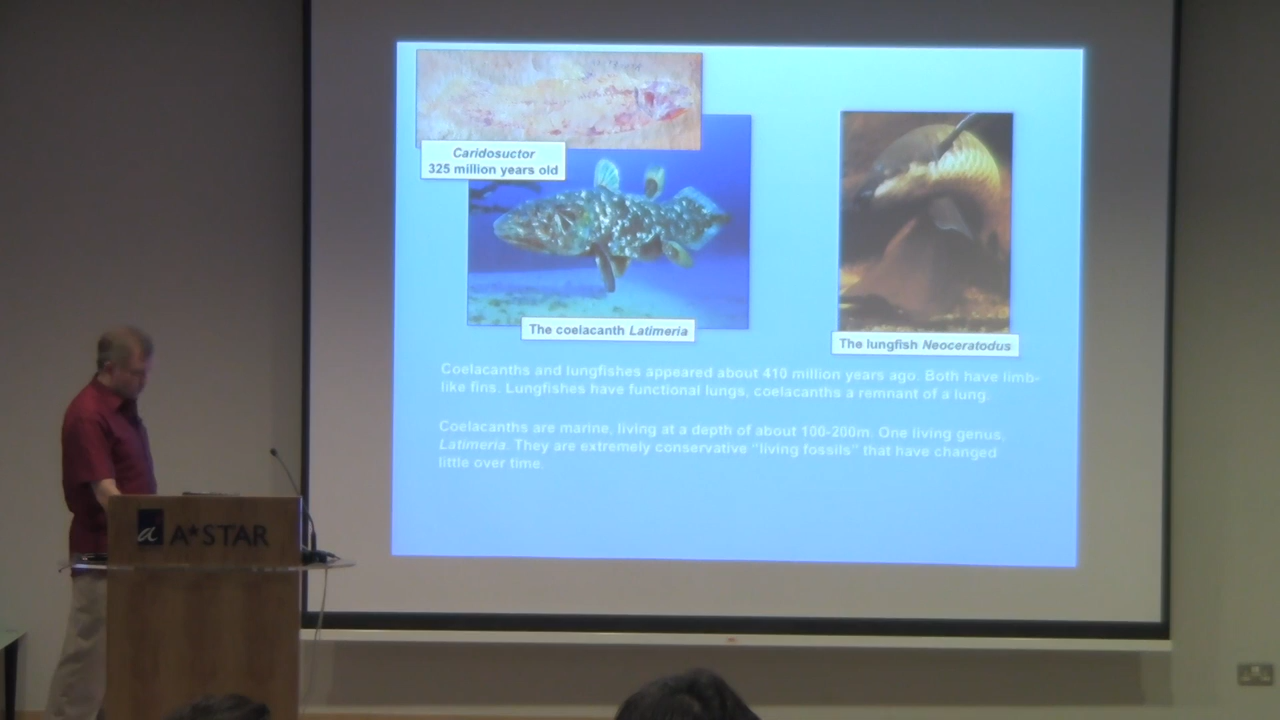 Caridosuctor
325 million years old
The coelacanth Latimeria
The lungfish Neoceratodus
Coelacanths and lungfishes appeared about 410 million years ago. Both have limb-
like fins. Lungfishes have functional lungs, coelacanths a remnant of a lung.
Coelacanths are marine, living at a depth of about 100-200m. One living genus,
Latimeria. They are extremely conservative "living fossils" that have changed
little over time.
a A*STAR